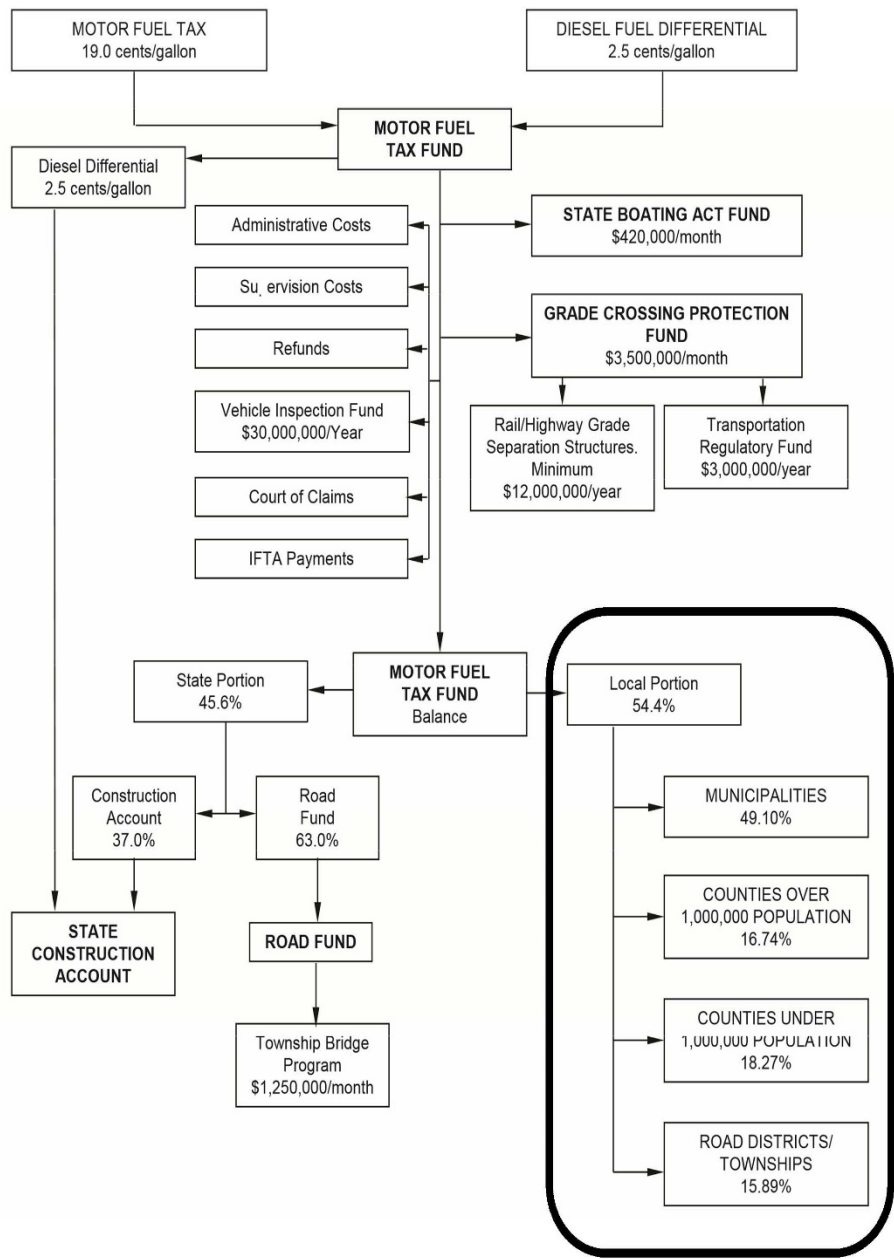 MOTOR FUEL TAX
19.0 cents/gallon
DIESEL FUEL DIFFERENTIAL
2.5 cents/gallon
MOTOR FUEL
TAX FUND
Diesel Differential
2.5 cents/gallon
Administrative Costs
STATE BOATING ACT FUND
$420,000/month
Su ervision Costs
GRADE CROSSING PROTECTION
FUND
$3,500,000/month
Refunds
Vehicle Inspection Fund
$30,000,000/Year
Rail/Highway Grade
Separation Structures.
Minimum
$12,000,000/year
Transportation
Regulatory Fund
$3,000,000/year
Court of Claims
IFTA Payments
State Portion
45.6%
MOTOR FUEL
TAX FUND
Balance
Local Portion
54.4%
Construction
Account
37.0%
Road
Fund
63.0%
MUNICIPALITIES
49.10%
COUNTIES OVER
1,000,000 POPULATION
16.74%
STATE
CONSTRUCTION
ACCOUNT
ROAD FUND
Township Bridge
Program
$1,250,000/month
COUNTIES UNDER
1,000,000 POPULATION
18.27%
ROAD DISTRICTS/
TOWNSHIPS
15.89%